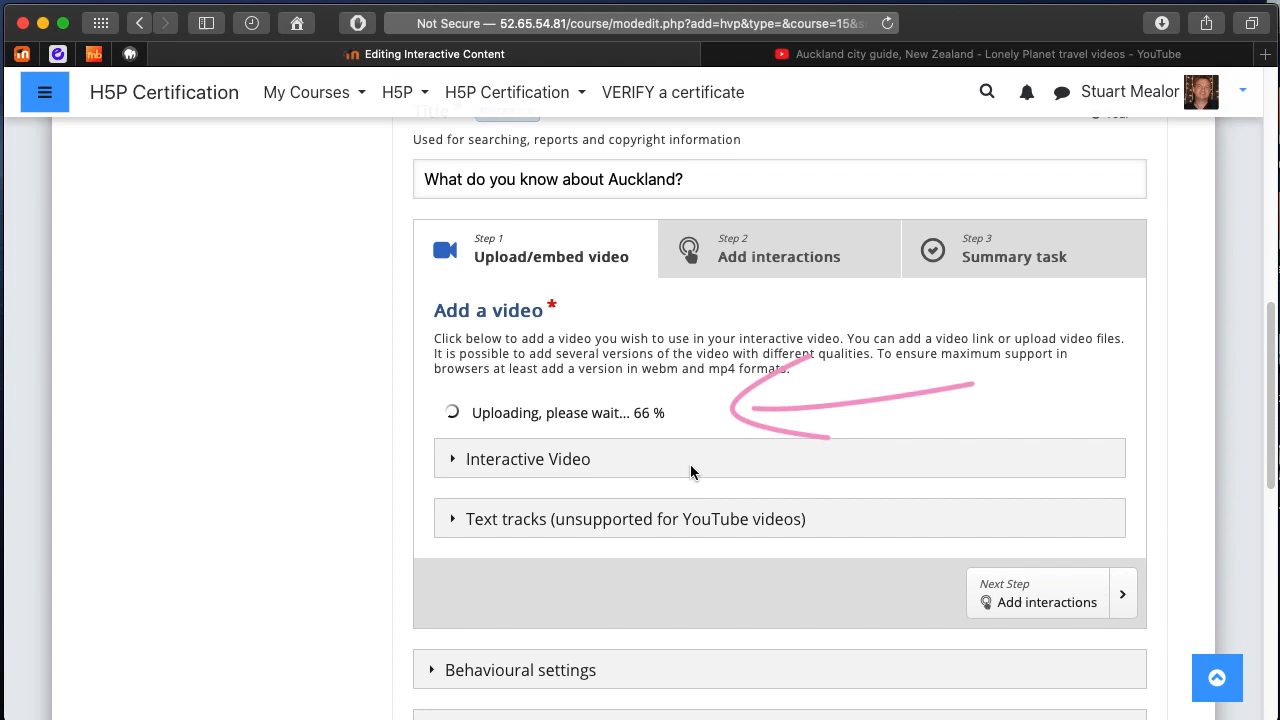 Not Secure — 52.65.54.81/course/modedit.php?add=hvp&type=&course=15&s
Editing Interactive Content
Auckland city guide, New Zealand - Lonely Planet travel videos - YouTube
H5P Certification
My Courses
H5P
H5P Certification
VERIFY a certificate
Stuart Mealor
Title
Used for searching, reports and copyright information
What do you know about Auckland?
Step 1
Upload/embed video
Step 2
Add interactions
Step 3
Summary task
Add a video *
Click below to add a video you wish to use in your interactive video. You can add a video link or upload video files.
It is possible to add several versions of the video with different qualities. To ensure maximum support in
browsers at least add a version in webm and mp4 formats.
Uploading, please wait... 66 %
Interactive Video
Text tracks (unsupported for YouTube videos)
Next Step
Add interactions
Behavioural settings